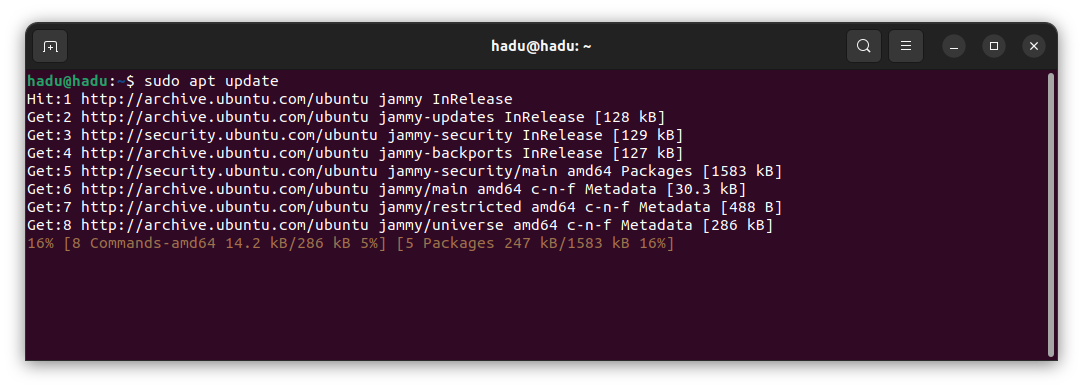 hadu@hadu: ~
hadu@hadu:~$ sudo apt update
Hit:1 http://archive.ubuntu.com/ubuntu jammy InRelease
Get:2 http://archive.ubuntu.com/ubuntu jammy-updates InRelease [128 kB]
Get:3 http://security.ubuntu.com/ubuntu jammy-security InRelease [129 kB]
Get:4 http://archive.ubuntu.com/ubuntu jammy-backports InRelease [127 kB]
Get:5 http://security.ubuntu.com/ubuntu jammy-security/main amd64 Packages [1583 kB]
Get:6 http://archive.ubuntu.com/ubuntu jammy/main amd64 c-n-f Metadata [30.3 kB]
Get:7 http://archive.ubuntu.com/ubuntu jammy/restricted amd64 c-n-f Metadata [488 B]
Get:8 http://archive.ubuntu.com/ubuntu jammy/universe amd64 c-n-f Metadata [286 kB]
16% [8 Commands-amd64 14.2 kB/286 kB 5%] [5 Packages 247 kB/1583 kB 16%]